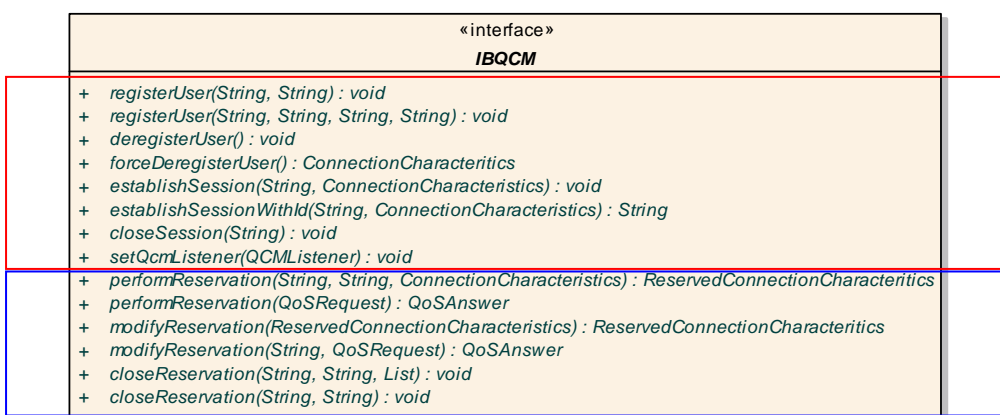 «interface»
IBQCM
+ registerUser(String, String) : void
+ registerUser(String, String, String, String) : void
+ deregisterUser() : void
+ forceDeregisterUser() : ConnectionCharacteritics
+ establishSession(String, ConnectionCharacteristics) : void
+ establishSessionWithId(String, ConnectionCharacteristics) : String
+ closeSession(String) : void
+ setQcmListener(QCMListener) : void
+ performReservation(String, String, ConnectionCharacteristics) : ReservedConnectionCharacteritics
+ performReservation(QoSRequest) : QoSAnswer
+ modifyReservation(ReservedConnectionCharacteristics) : ReservedConnectionCharacteritics
+ modifyReservation(String, QoSRequest) : QoSAnswer
+ closeReservation(String, String, List) : void
+ closeReservation(String, String) : void